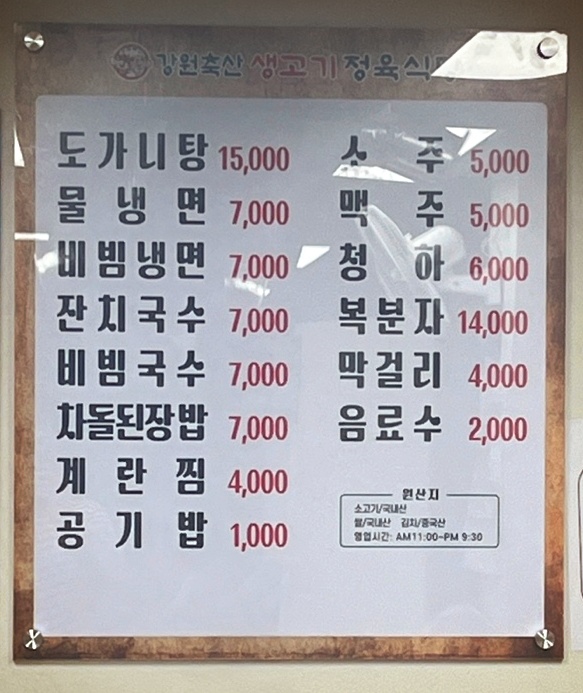 강원축산 생고기 정육식당
도가니탕 15,000
물냉면 7,000
비빔냉면 7,000
잔치국수 7,000
비빔국수 7,000
차돌된장밥 7,000
계란찜 4,000
공기밥 1,000
소주 5,000
맥주 5,000
청하 6,000
복분자 14,000
막걸리 4,000
음료수 2,000
원산지
소고기/국내산
쌀/국내산 김치/중국산
영업시간: AM11:00-PM 9:30